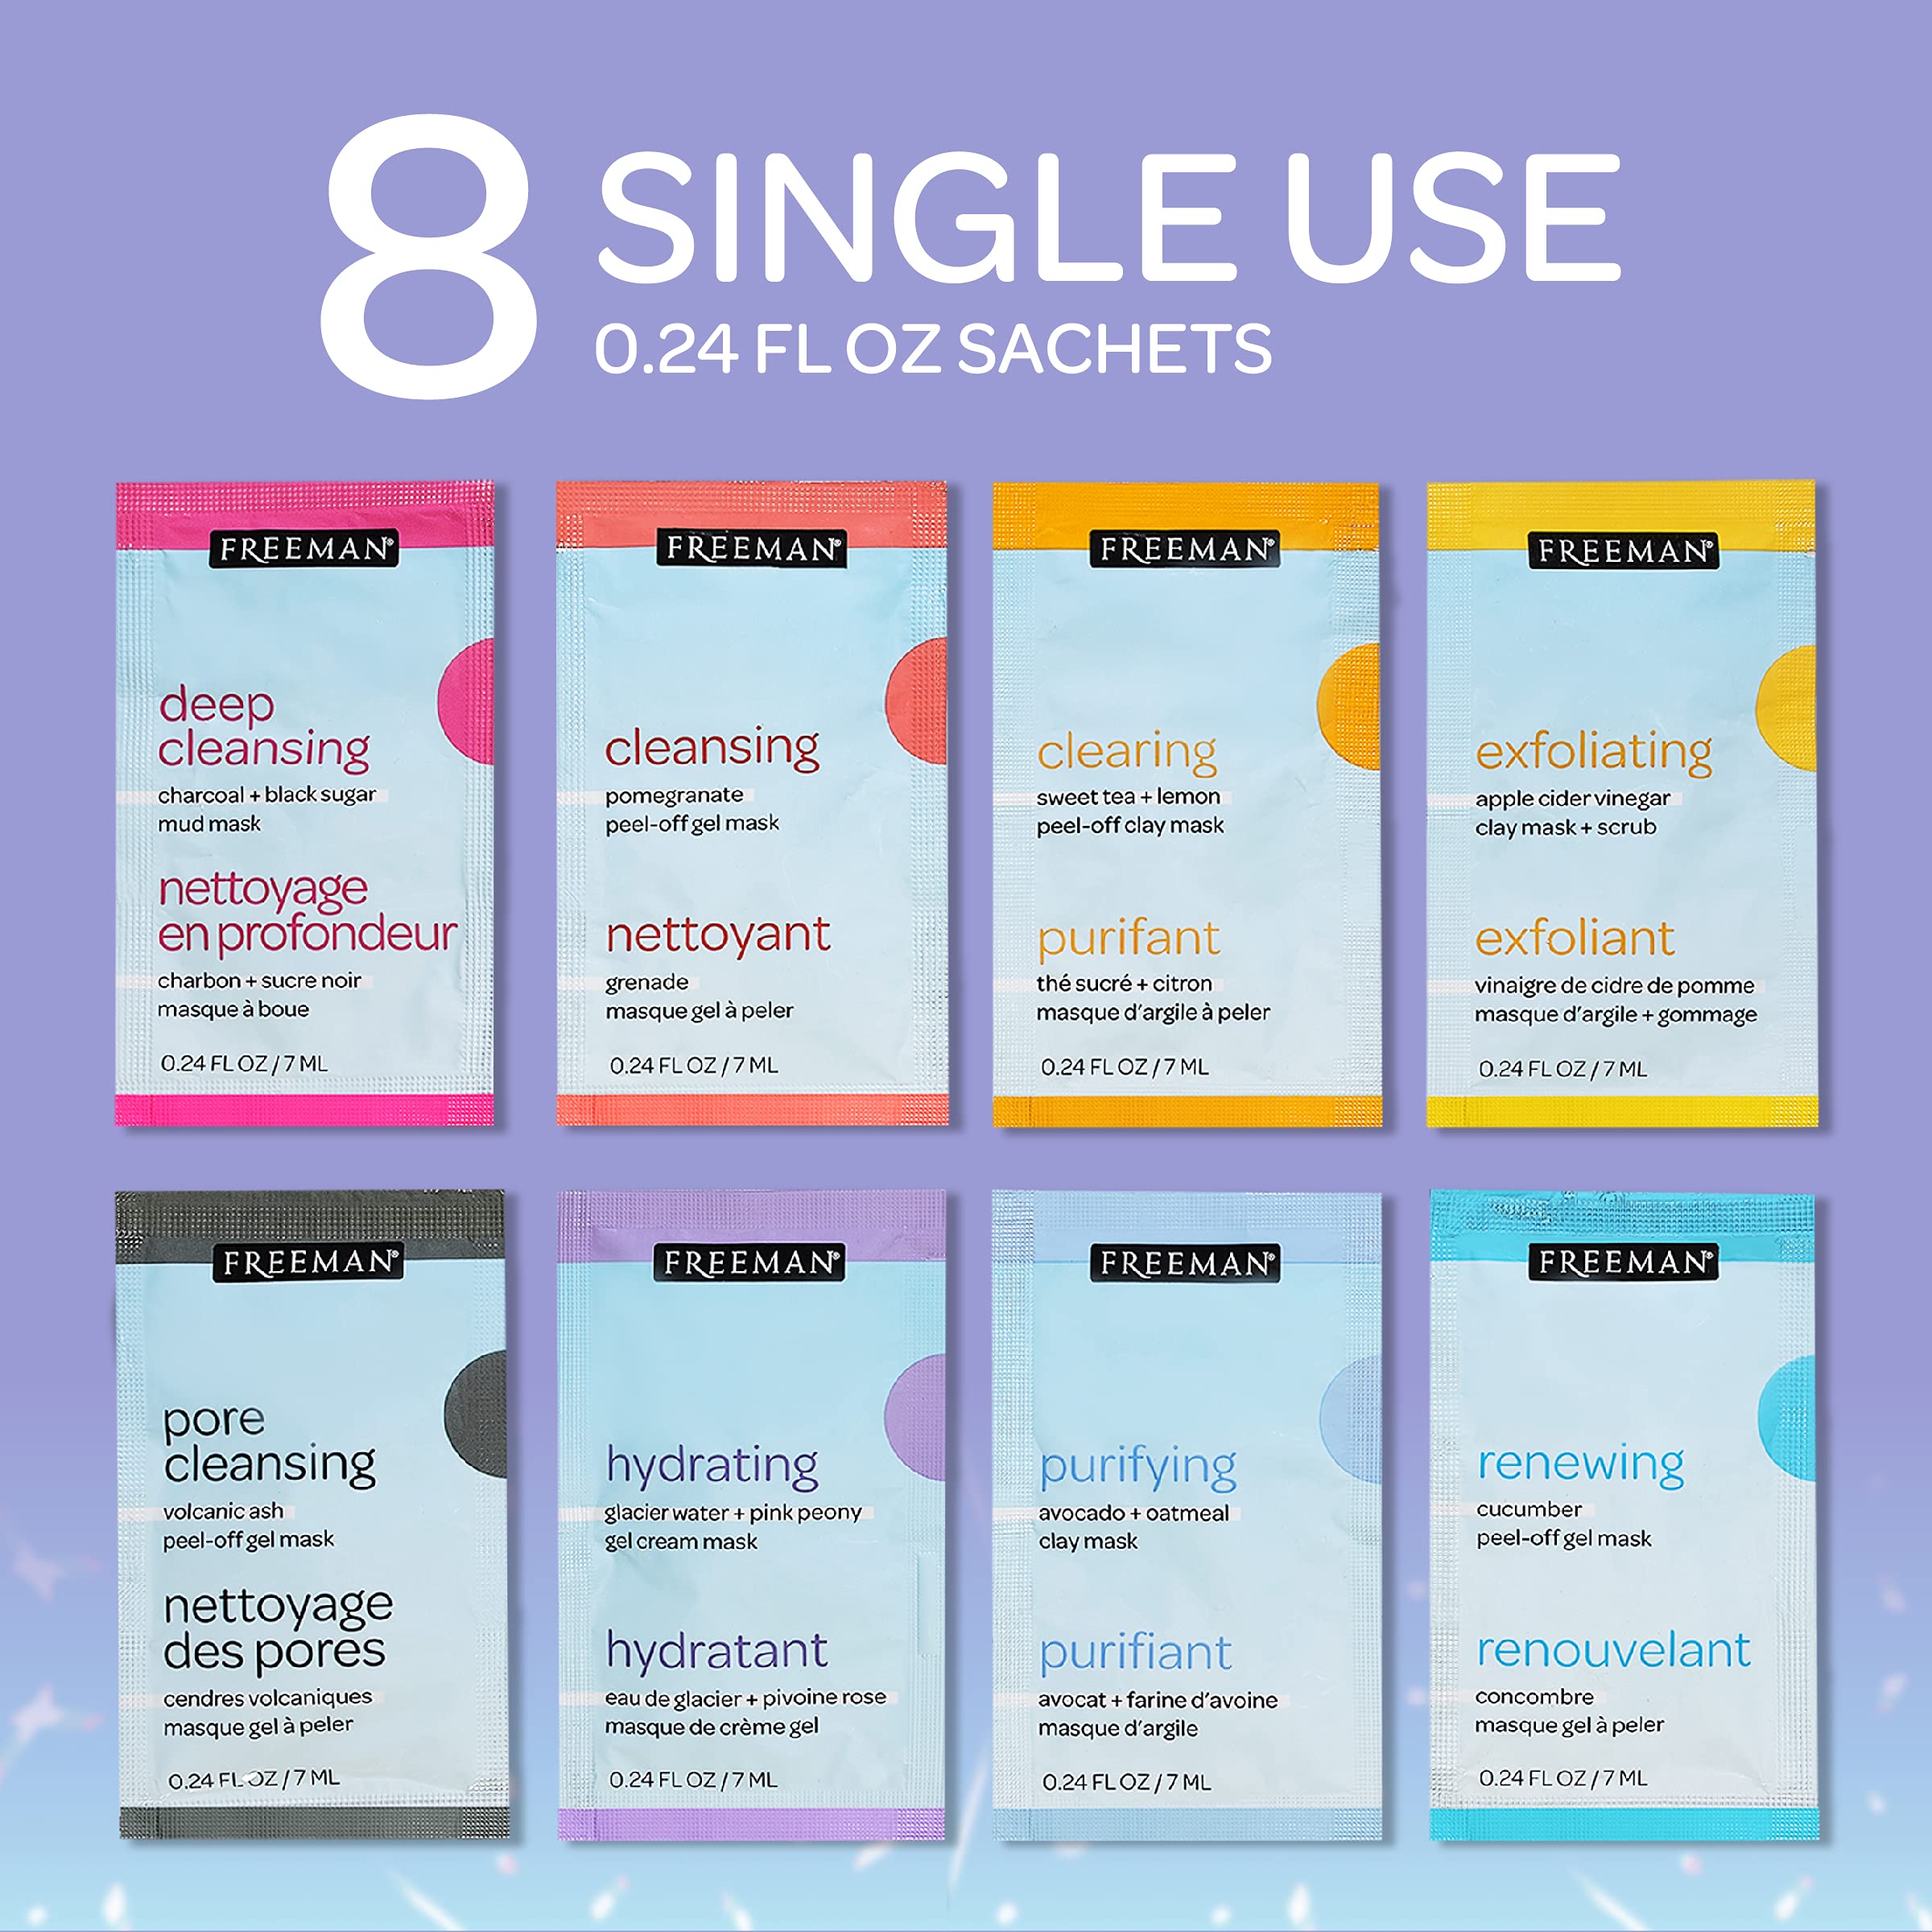 8 SINGLE USE
0.24 FL OZ SACHETS
FREEMAN®
deep
cleansing
charcoal + black sugar
mud mask
nettoyage
en profondeur
charbon + sucre noir
masque à boue
0.24 FL OZ / 7 ML
FREEMAN®
cleansing
pomegranate
peel-off gel mask
nettoyant
grenade
masque gel à peler
0.24 FL OZ / 7 ML
FREEMAN®
clearing
sweet tea + lemon
peel-off clay mask
purifant
thé sucré + citron
masque d'argile à peler
0.24 FL OZ / 7 ML
FREEMAN®
exfoliating
apple cider vinegar
clay mask + scrub
exfoliant
vinaigre de cidre de pomme
masque d'argile + gommage
0.24 FL OZ / 7 ML
FREEMAN®
pore
cleansing
volcanic ash
peel-off gel mask
nettoyage
des pores
cendres volcaniques
masque gel à peler
0.24 FL OZ / 7 ML
FREEMAN®
hydrating
glacier water + pink peony
gel cream mask
hydratant
eau de glacier + pivoine rose
masque de crème gel
0.24 FL OZ / 7 ML
FREEMAN®
purifying
avocado + oatmeal
clay mask
purifiant
avocat + farine d'avoine
masque d'argile
0.24 FL OZ / 7 ML
FREEMAN®
renewing
cucumber
peel-off gel mask
renouvelant
concombre
masque gel à peler
0.24 FL OZ / 7 ML